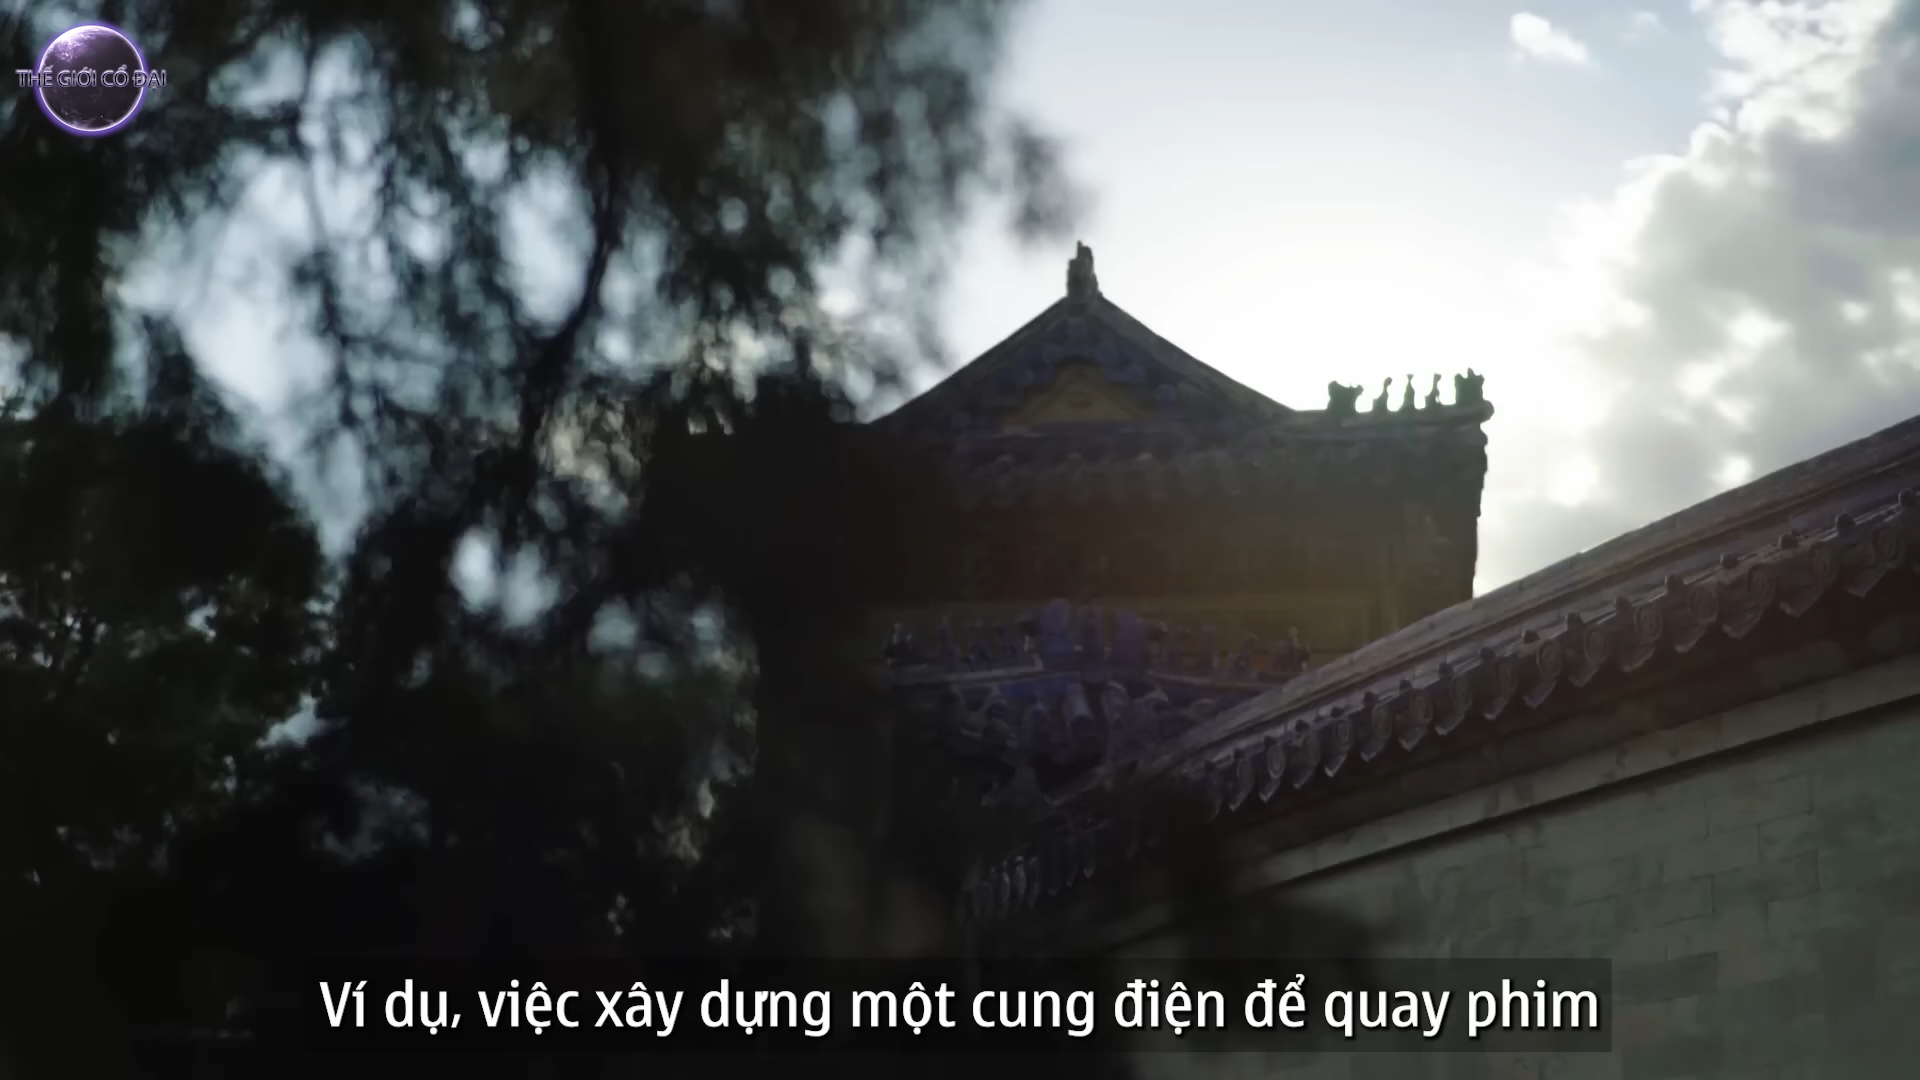 THẾ GIỚI CỔ ĐẠI
Ví dụ, việc xây dựng một cung điện để quay phim